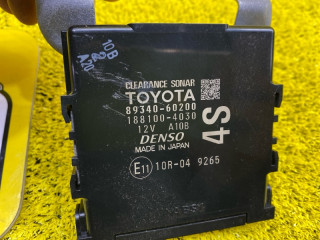 10B
A20
CLEARANCE SONAR
TOYOTA
89340-60200
188100-4030
12V A10B
DENSO
MADE IN JAPAN
4S
E11 10R-04 9265